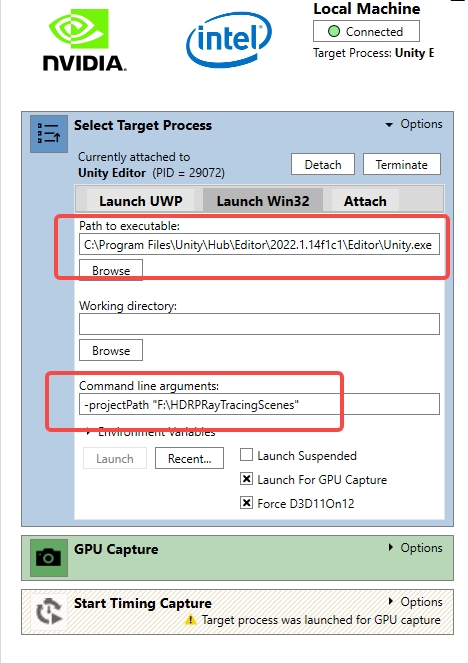 Local Machine
NVIDIA.
intel
Connected
Target Process: Unity E
Select Target Process
Options
Currently attached to
Unity Editor (PID = 29072)
Detach
Terminate
Launch UWP
Launch Win32
Attach
Path to executable:
C:\Program Files\Unity\Hub\Editor\2022.1.14f1c1\Editor\Unity.exe
Browse
Working directory:
Browse
Command line arguments:
-projectPath "F:\HDRPRayTracingScenes"
Environment Variables
Launch
Recent...
Launch Suspended
Launch For GPU Capture
Force D3D11On12
GPU Capture
Options
Start Timing Capture
Options
Target process was launched for GPU capture